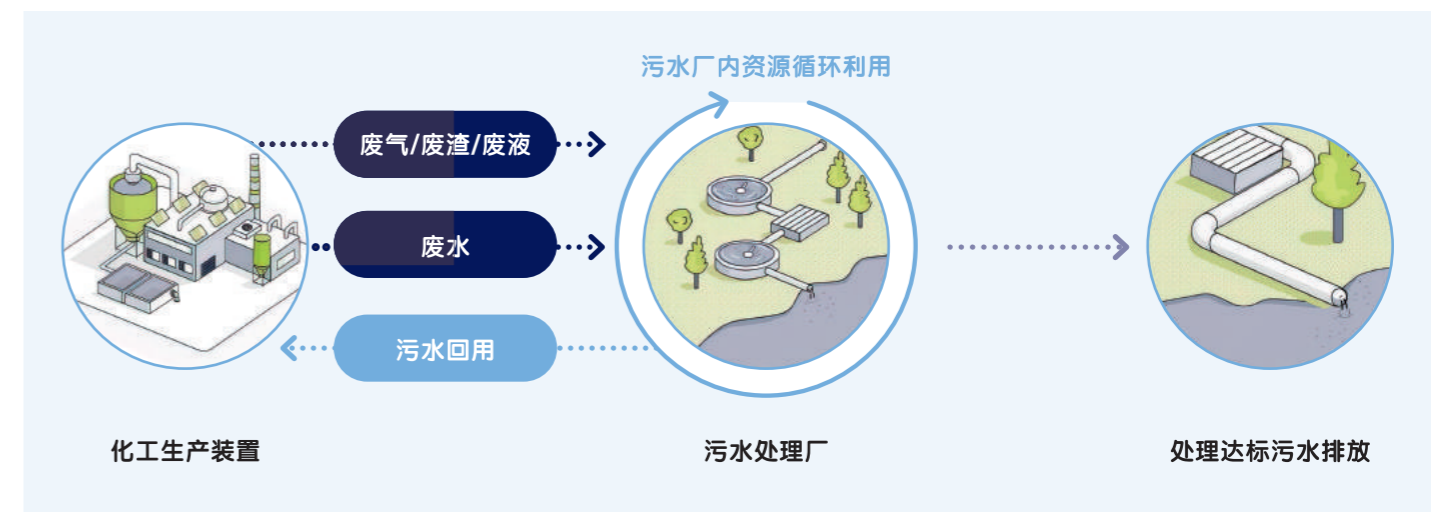 污水厂内资源循环利用
废气/废渣/废液
废水
污水回用
化工生产装置
污水处理厂
处理达标污水排放